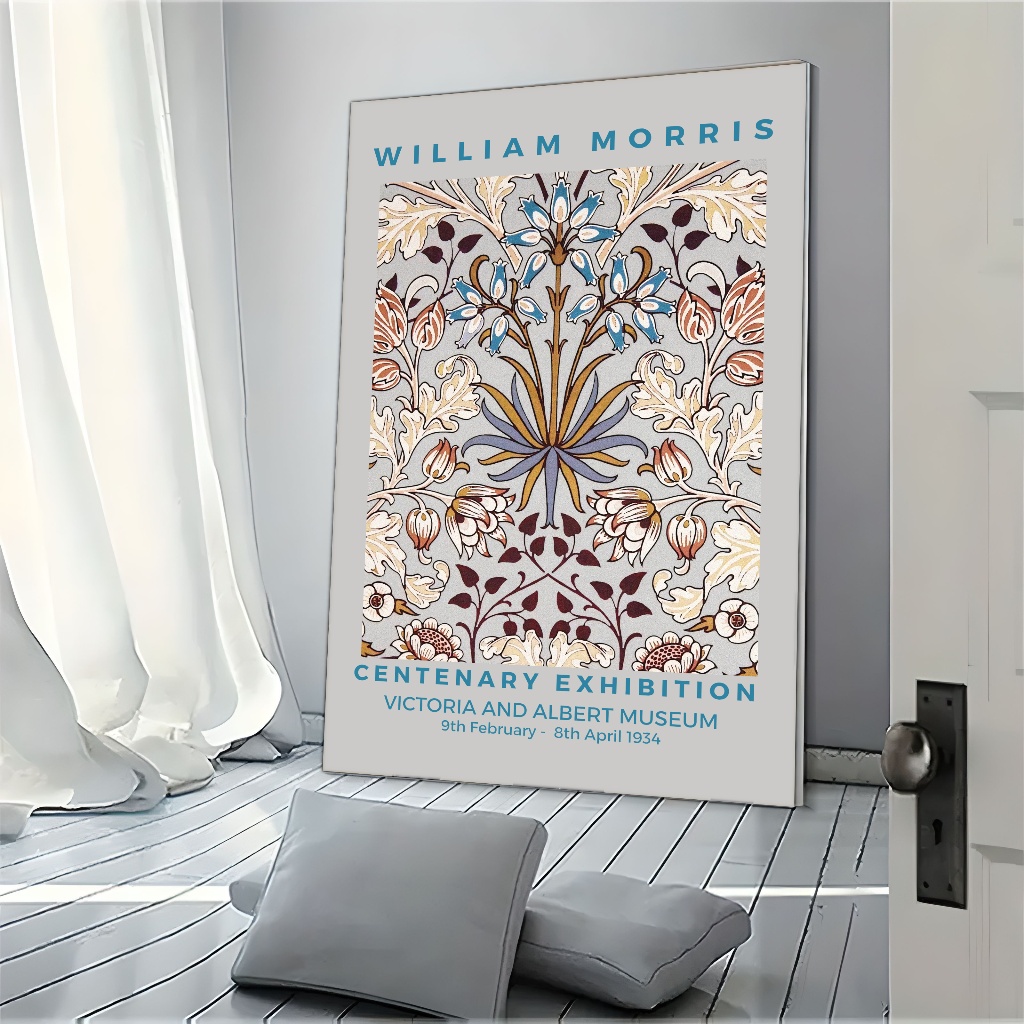 WILLIAM MORRIS
CENTENARY EXHIBITION
VICTORIA AND ALBERT MUSEUM
9th February - 8th April 1934